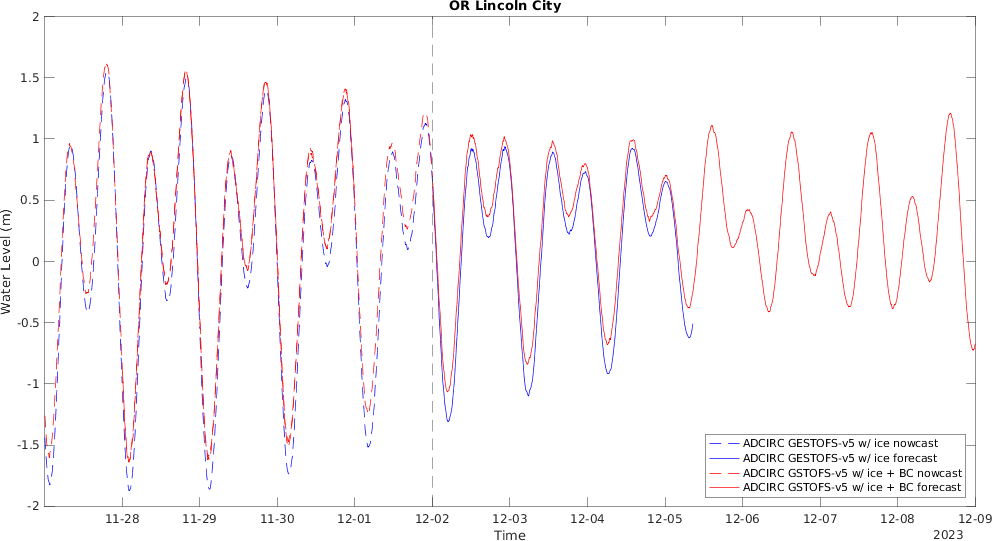 OR Lincoln City
2
1.5
1
0.5
0
-0.5
-1
-1.5
-2
Water Level (m)
ADCIRC GESTOFS-v5 w/ ice nowcast
ADCIRC GESTOFS-v5 w/ ice forecast
ADCIRC GSTOFS-v5 w/ ice + BC nowcast
ADCIRC GSTOFS-v5 w/ ice + BC forecast
11-28 11-29 11-30 12-01 12-02 12-03 12-04 12-05 12-06 12-07 12-08 12-09
Time
2023